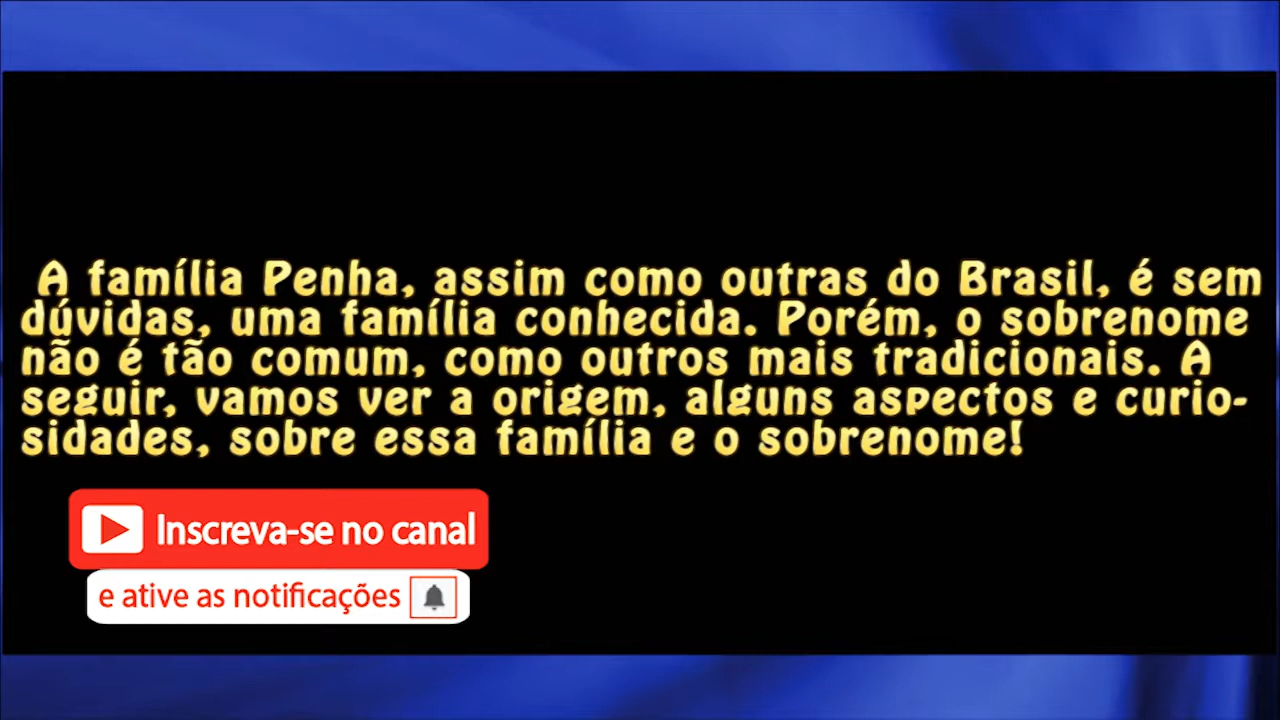 A família Penha, assim como outras do Brasil, é sem
dúvidas, uma família conhecida. Porém, o sobrenome
não é tão comum, como outros mais tradicionais. A
seguir, vamos ver a origem, alguns aspectos e curio-
sidades, sobre essa família e o sobrenome!
Inscreva-se no canal
e ative as notificações